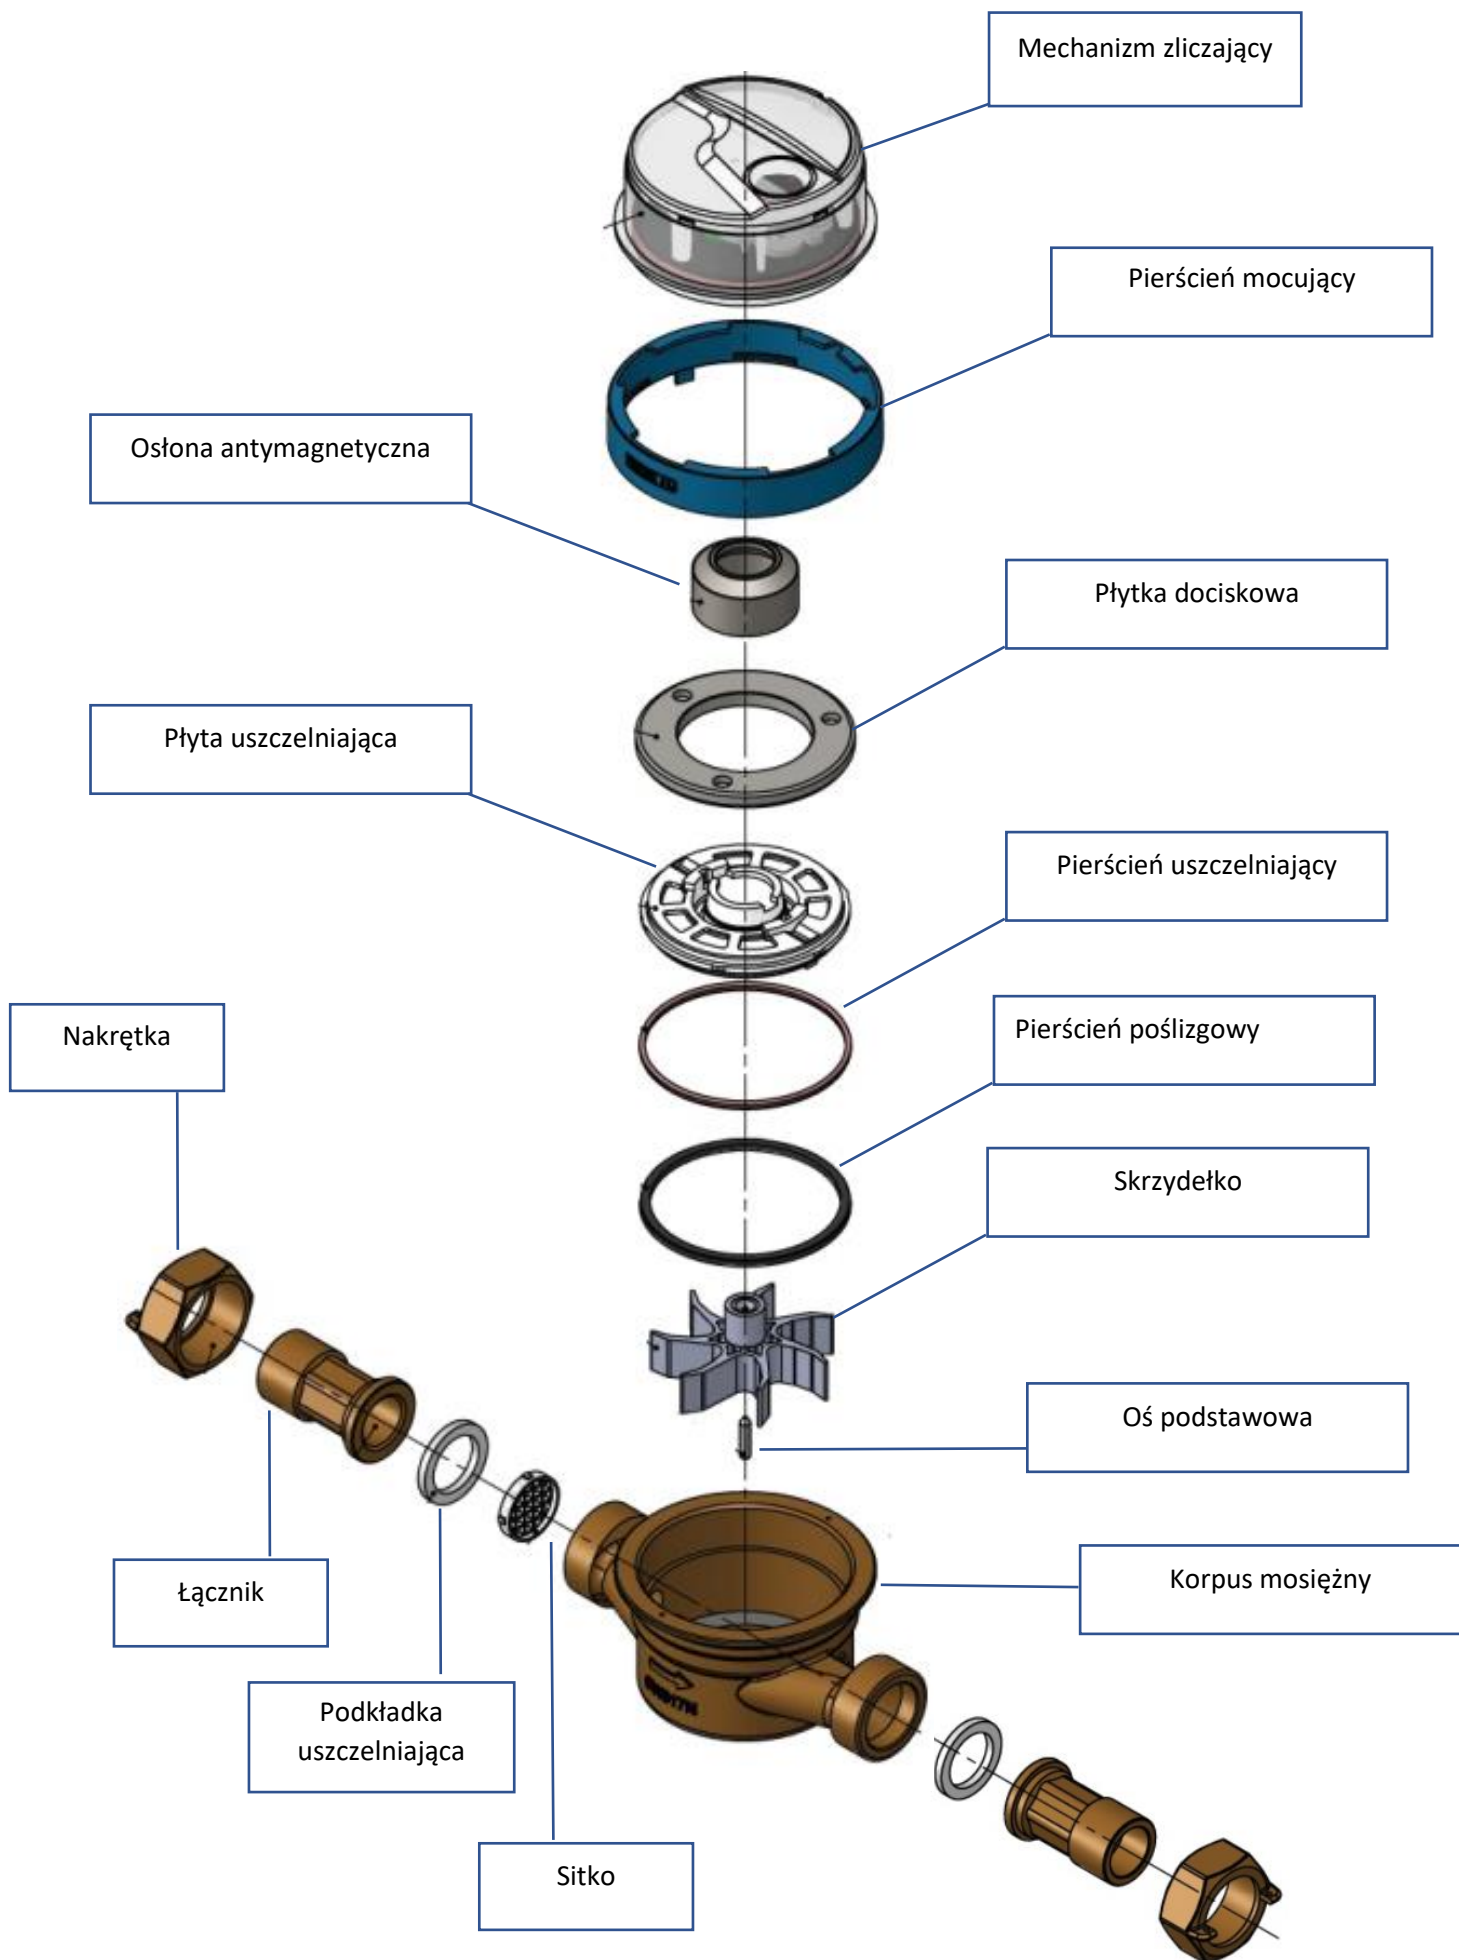 Mechanizm zliczający
Pierścień mocujący
Osłona antymagnetyczna
Płytka dociskowa
Płyta uszczelniająca
Pierścień uszczelniający
Pierścień poślizgowy
Nakrętka
Skrzydełko
Oś podstawowa
Korpus mosiężny
Łącznik
Podkładka
uszczelniająca
Sitko